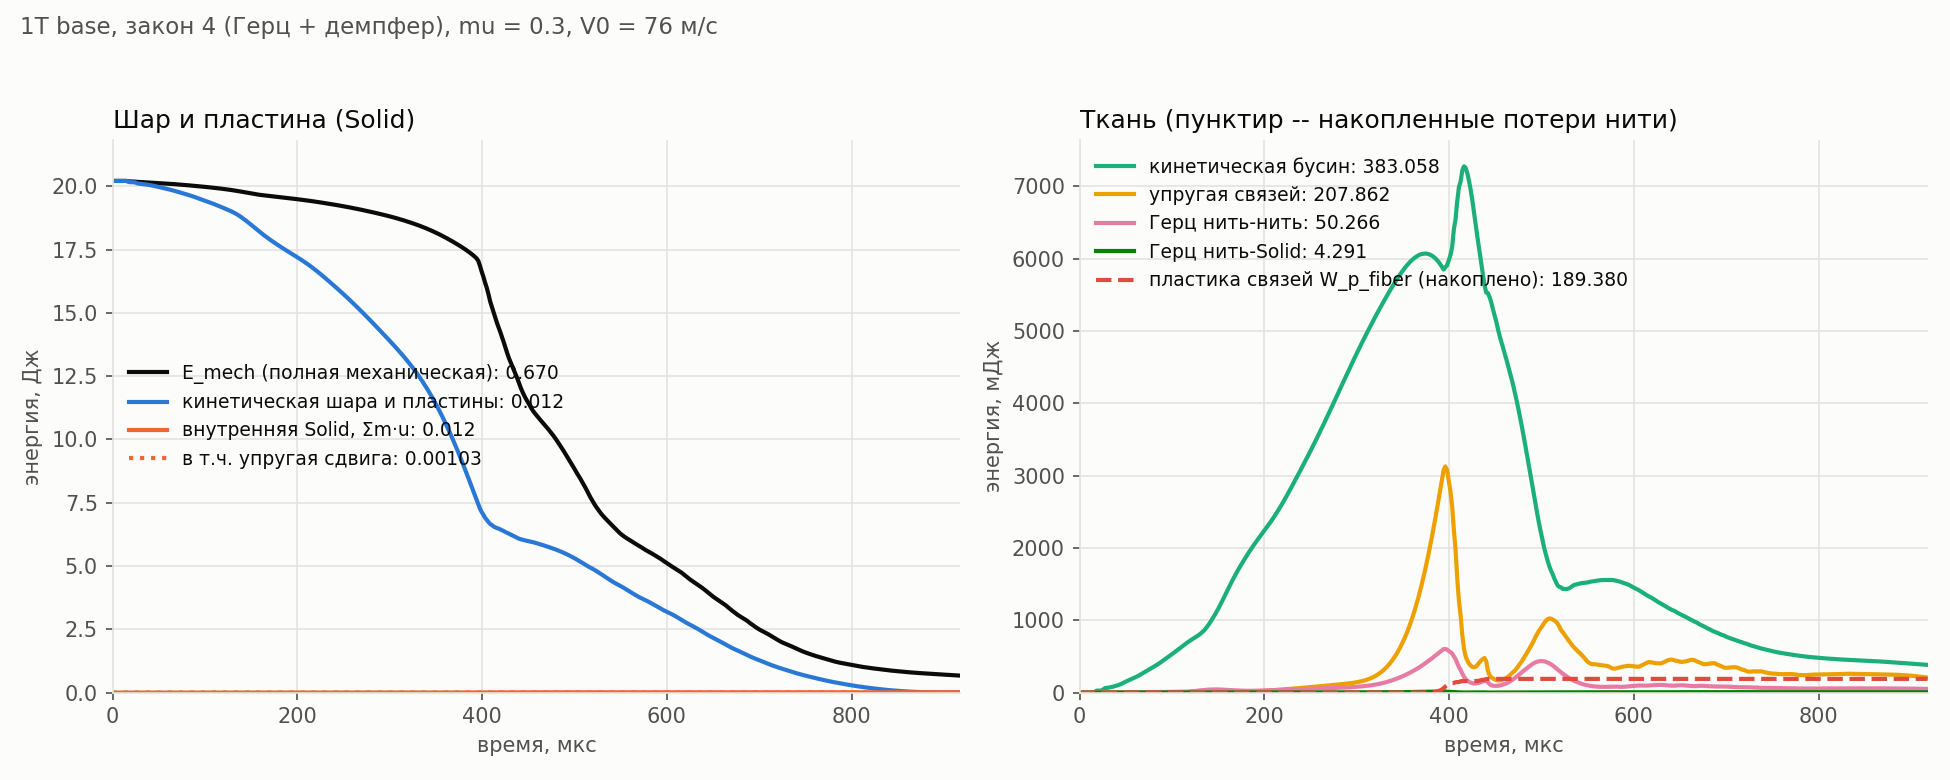 1T base, закон 4 (Герц + демпфер), mu = 0.3, V0 = 76 м/с
Шар и пластина (Solid)
энергия, Дж
20.0
17.5
15.0
12.5
10.0
7.5
5.0
2.5
0.0
E_mech (полная механическая): 0.670
кинетическая шара и пластины: 0.012
внутренняя Solid, Σm·u: 0.012
в т.ч. упругая сдвига: 0.00103
0 200 400 600 800
время, мкс
Ткань (пунктир -- накопленные потери нити)
энергия, мДж
7000
6000
5000
4000
3000
2000
1000
0
кинетическая бусин: 383.058
упругая связей: 207.862
Герц нить-нить: 50.266
Герц нить-Solid: 4.291
пластика связей W_p_fiber (накоплено): 189.380
0 200 400 600 800
время, мкс